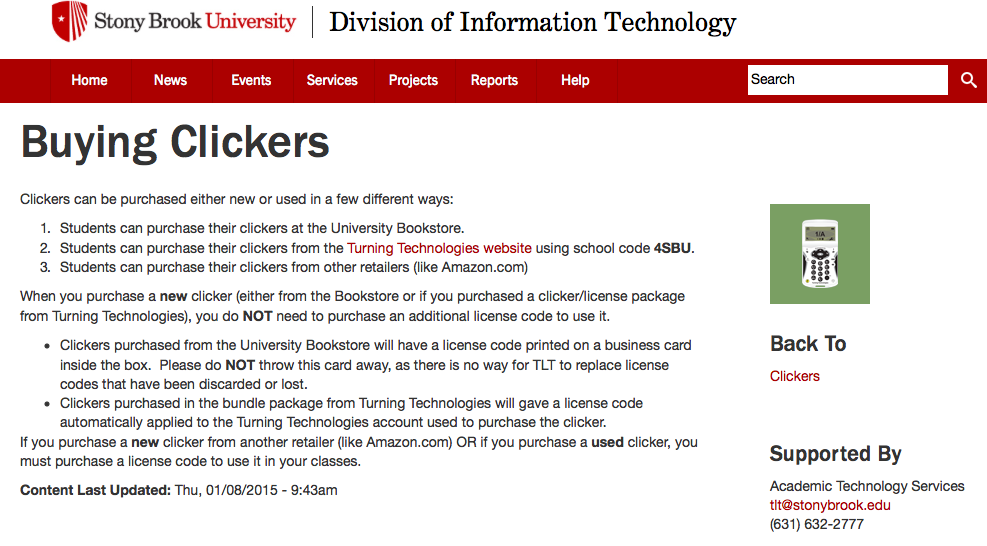 Stony Brook University | Division of Information Technology
Home News Events Services Projects Reports Help Search
Buying Clickers
Clickers can be purchased either new or used in a few different ways:
1. Students can purchase their clickers at the University Bookstore.
2. Students can purchase their clickers from the Turning Technologies website using school code 4SBU.
3. Students can purchase their clickers from other retailers (like Amazon.com)
When you purchase a new clicker (either from the Bookstore or if you purchased a clicker/license package
from Turning Technologies), you do NOT need to purchase an additional license code to use it.
• Clickers purchased from the University Bookstore will have a license code printed on a business card
inside the box. Please do NOT throw this card away, as there is no way for TLT to replace license
codes that have been discarded or lost.
• Clickers purchased in the bundle package from Turning Technologies will gave a license code
automatically applied to the Turning Technologies account used to purchase the clicker.
If you purchase a new clicker from another retailer (like Amazon.com) OR if you purchase a used clicker, you
must purchase a license code to use it in your classes.
Content Last Updated: Thu, 01/08/2015 - 9:43am
1/A
Back To
Clickers
Supported By
Academic Technology Services
tlt@stonybrook.edu
(631) 632-2777